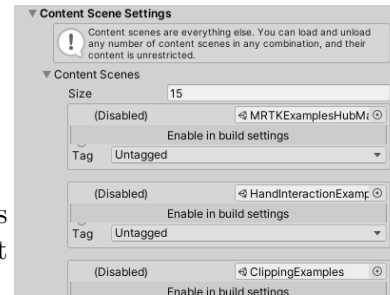 Content Scene Settings
Content scenes are everything else. You can load and unload
any number of content scenes in any combination, and their
content is unrestricted.
Content Scenes
Size 15
(Disabled) MRTKExamplesHubMa
Enable in build settings
Tag Untagged
(Disabled) HandInteractionExamp
Enable in build settings
s
Tag Untagged
t
(Disabled) ClippingExamples
Enable in build settings